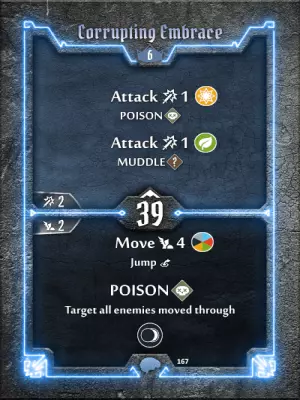 Corrupting Embrace
6
Attack 1
POISON
Attack 1
MUDDLE ?
2
39
2
Move 4
Jump
POISON
Target all enemies moved through
167